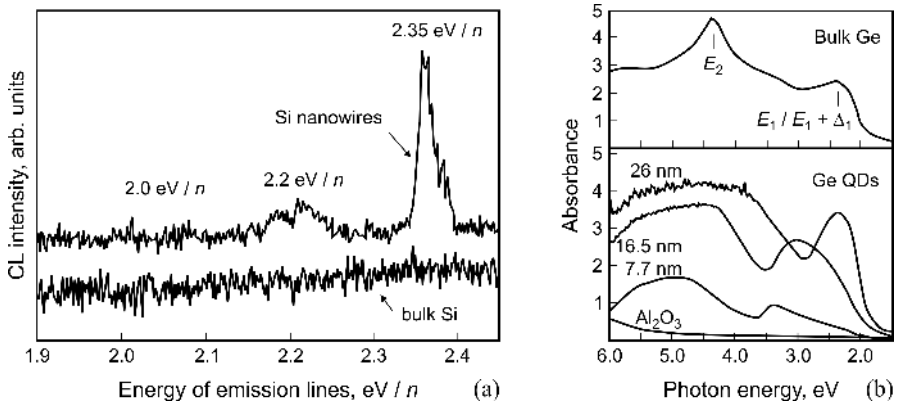 2.35 eV / n
Si nanowires
2.0 eV / n
2.2 eV / n
bulk Si
CL intensity, arb. units
1.9 2.0 2.1 2.2 2.3 2.4
Energy of emission lines, eV / n (a)
5
4
3
2
1
Bulk Ge
E₂
E₁ / E₁ + Δ₁
Absorbance
5
4
3
2
1
26 nm
Ge QDs
16.5 nm
7.7 nm
Al₂O₃
6.0 5.0 4.0 3.0 2.0
Photon energy, eV (b)